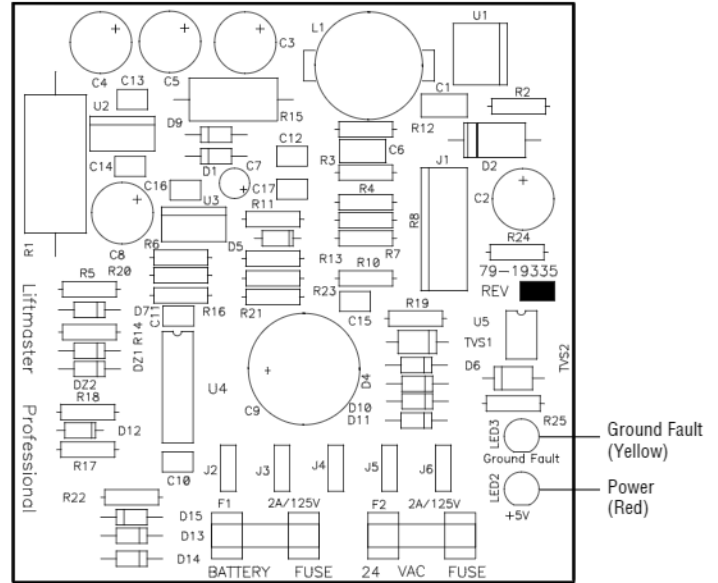 C4
C5
C3
L1
U1
C13
U2
D9
R15
C12
C1
R2
R12
C14
D1
C7
R3
C6
J1
D2
C16
C17
R4
C2
U3
R11
R8
R1
C8
R6
D5
R7
R24
R5
R20
R13
R10
79-19335
REV
Liftmaster
D7
C11
R16
R21
R23
C15
R19
U5
R14
DZ1
TVS1
TVS2
DZ2
U4
D4
D6
R18
C9
D10
D11
R25
Professional
D12
R17
LED3
Ground Fault
Ground Fault
(Yellow)
C10
J2
J3
J4
J5
J6
LED2
Power
(Red)
R22
F1
2A/125V
F2
2A/125V
+5V
D15
D13
D14
BATTERY FUSE
24 VAC FUSE